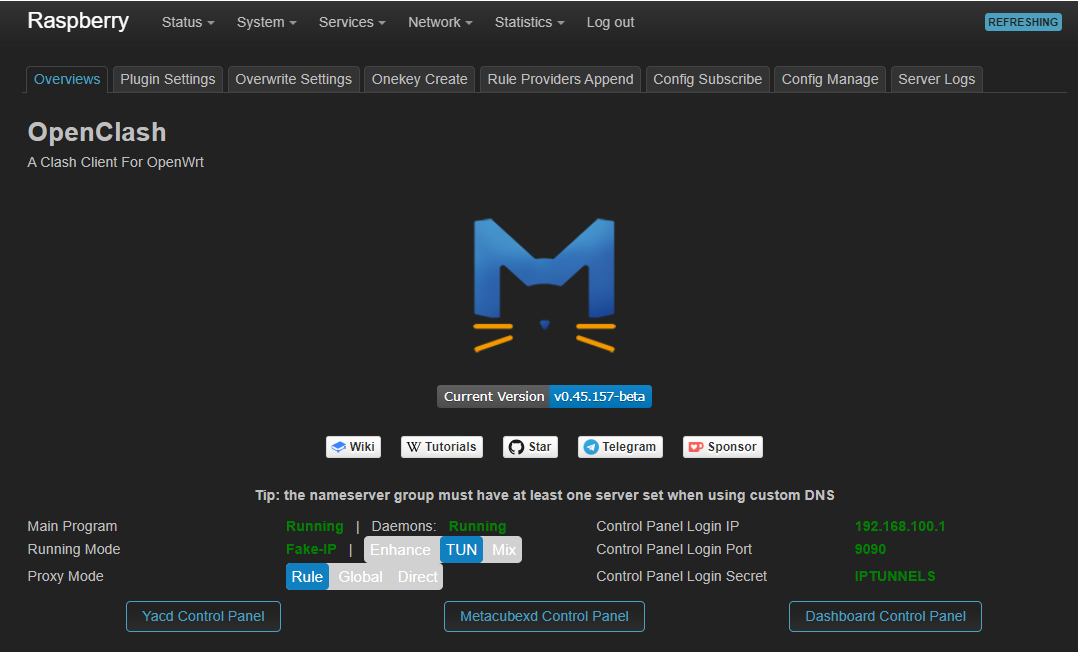 Raspberry Status System Services Network Statistics Log out REFRESHING
Overviews Plugin Settings Overwrite Settings Onekey Create Rule Providers Append Config Subscribe Config Manage Server Logs
OpenClash
A Clash Client For OpenWrt
Current Version v0.45.157-beta
Wiki W Tutorials Star Telegram Sponsor
Tip: the nameserver group must have at least one server set when using custom DNS
Main Program Running | Daemons: Running Control Panel Login IP 192.168.100.1
Running Mode Fake-IP | Enhance TUN Mix Control Panel Login Port 9090
Proxy Mode Rule Global Direct Control Panel Login Secret IPTUNNELS
Yacd Control Panel Metacubexd Control Panel Dashboard Control Panel